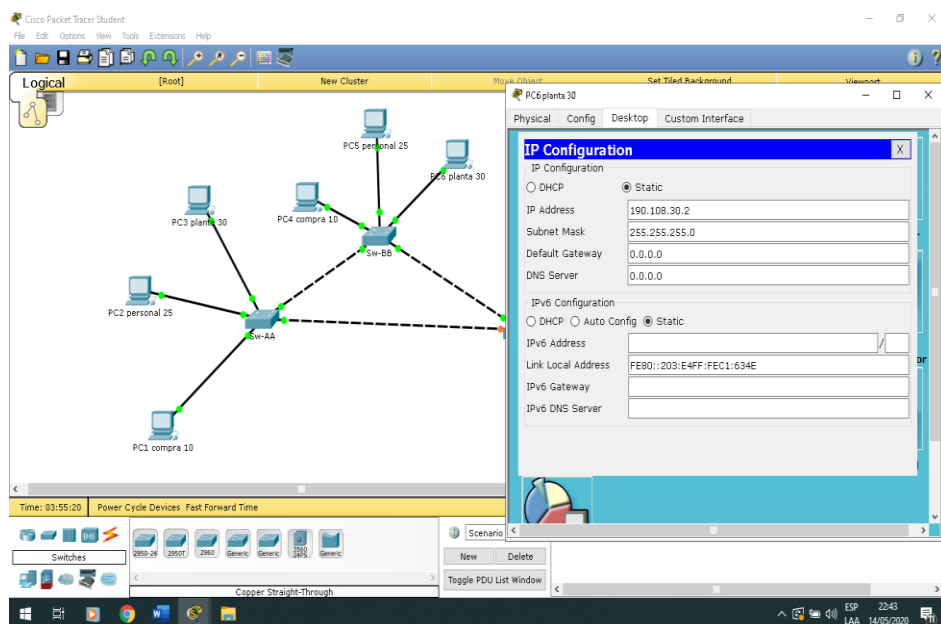 Cisco Packet Tracer Student
File Edit Options View Tools Extensions Help
Logical [Root] New Cluster Move Object Set Tiled Background Viewport
PC6 planta 30
Physical Config Desktop Custom Interface
IP Configuration X
IP Configuration
DHCP Static
IP Address 190.108.30.2
Subnet Mask 255.255.255.0
Default Gateway 0.0.0.0
DNS Server 0.0.0.0
IPv6 Configuration
DHCP Auto Config Static
IPv6 Address /
Link Local Address FE80::203:E4FF:FEC1:634E
IPv6 Gateway
IPv6 DNS Server
PC5 personal 25
PC6 planta 30
PC3 planta 30
PC4 compra 10
Sw-BB
PC2 personal 25
Sw-AA
PC1 compra 10
Time: 03:55:20 Power Cycle Devices Fast Forward Time
Switches
2950-24 2950T 2960 Generic Generic 3560 24PS Generic
Copper Straight-Through
Scenario
New Delete
Toggle PDU List Window
ESP 22:43
LAA 14/05/2020